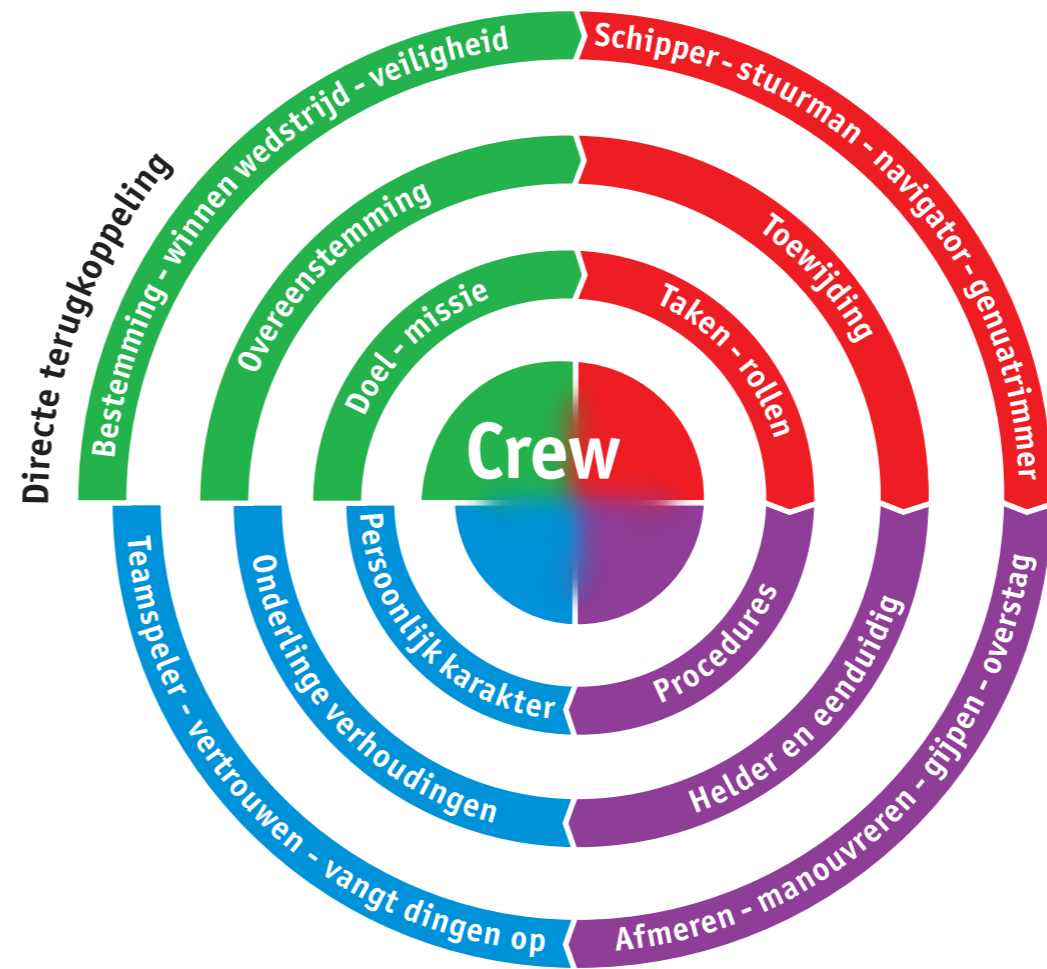 Directe terugkoppeling
Bestemming - winnen wedstrijd - veiligheid
Schipper - stuurman - navigator - genuatrimmer
Overeenstemming
Toewijding
Doel - missie
Taken - rollen
Crew
Persoonlijk karakter
Procedures
Onderlinge verhoudingen
Helder en eenduidig
Teamspeler - vertrouwen - vangt dingen op
Afmeren - manouvreren - gijpen - overstag